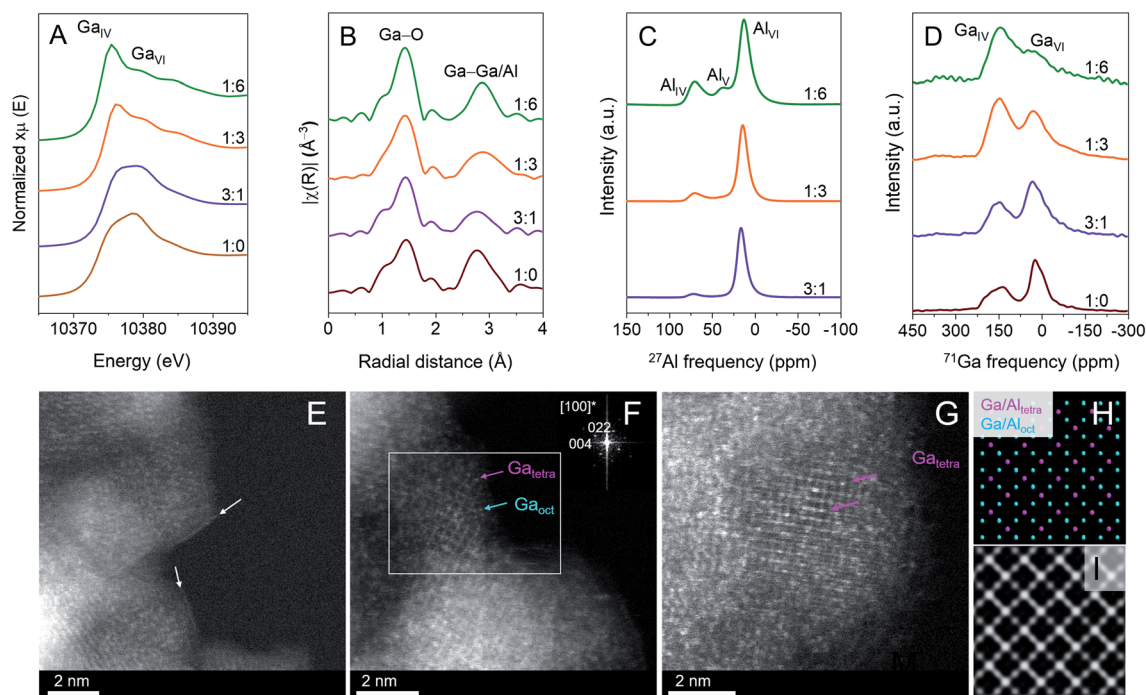 A
Ga_IV
Ga_VI
1:6
1:3
3:1
1:0
Normalized xμ (E)
10370 10380 10390
Energy (eV)
B
Ga–O
Ga–Ga/Al
1:6
1:3
3:1
1:0
|χ(R)| (Å⁻³)
0 1 2 3 4
Radial distance (Å)
C
Al_VI
Al_IV
Al_V
1:6
1:3
3:1
Intensity (a.u.)
150 100 50 0 -50 -100
²⁷Al frequency (ppm)
D
Ga_IV
Ga_VI
1:6
1:3
3:1
1:0
Intensity (a.u.)
450 300 150 0 -150 -300
⁷¹Ga frequency (ppm)
E
2 nm
F
[100]*
022
004
Ga_tetra
Ga_oct
2 nm
G
Ga_tetra
M
2 nm
H
Ga/Al_tetra
Ga/Al_oct
I